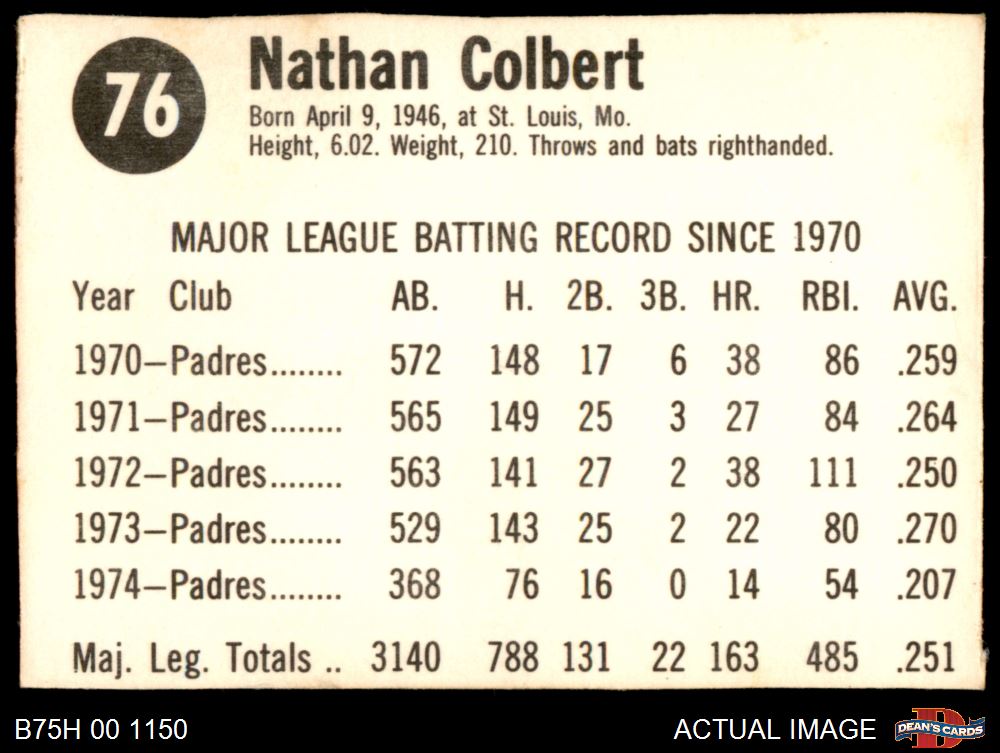 76
Nathan Colbert
Born April 9, 1946, at St. Louis, Mo.
Height, 6.02. Weight, 210. Throws and bats righthanded.
MAJOR LEAGUE BATTING RECORD SINCE 1970
Year Club AB. H. 2B. 3B. HR. RBI. AVG.
1970—Padres........ 572 148 17 6 38 86 .259
1971—Padres........ 565 149 25 3 27 84 .264
1972—Padres........ 563 141 27 2 38 111 .250
1973—Padres........ 529 143 25 2 22 80 .270
1974—Padres........ 368 76 16 0 14 54 .207
Maj. Leg. Totals .. 3140 788 131 22 163 485 .251
B75H 00 1150 ACTUAL IMAGE DEAN'S CARDS